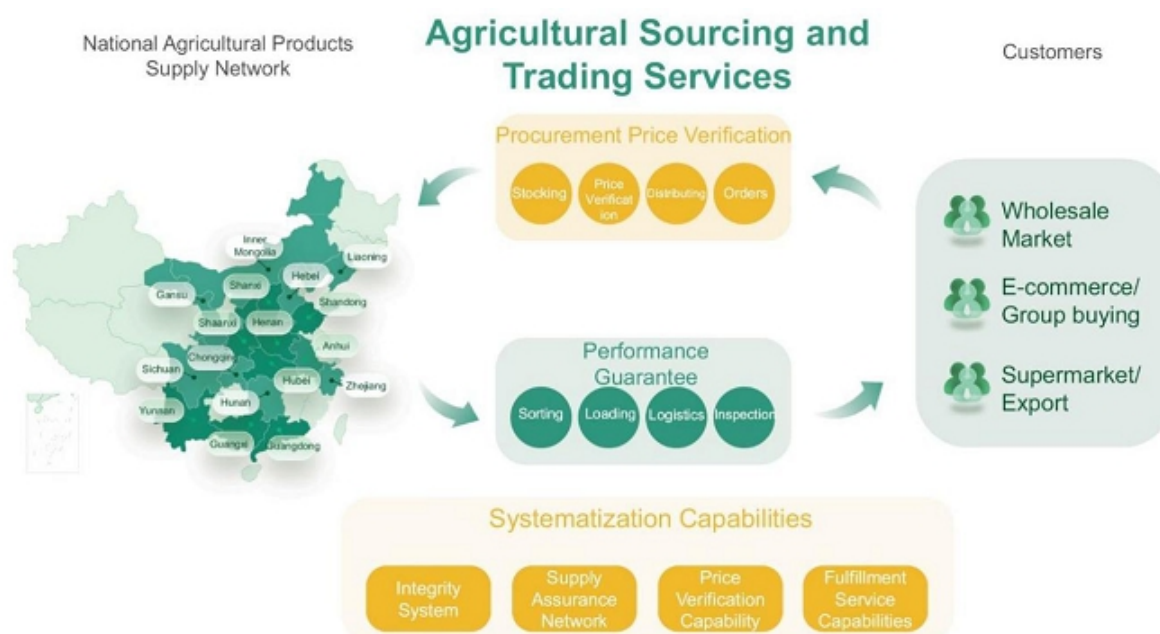 National Agricultural Products
Supply Network
Agricultural Sourcing and
Trading Services
Customers
Procurement Price Verification
Stocking
Price
Verificat
ion
Distributing
Orders
Inner
Mongolia
Liaoning
Hebei
Shanxi
Gansu
Shandong
Shaanxi
Henan
Anhui
Chongqing
Sichuan
Hubei
Zhejiang
Hunan
Yunnan
Guangxi
Guangdong
Performance
Guarantee
Sorting
Loading
Logistics
Inspection
Wholesale
Market
E-commerce/
Group buying
Supermarket/
Export
Systematization Capabilities
Integrity
System
Supply
Assurance
Network
Price
Verification
Capability
Fulfillment
Service
Capabilities